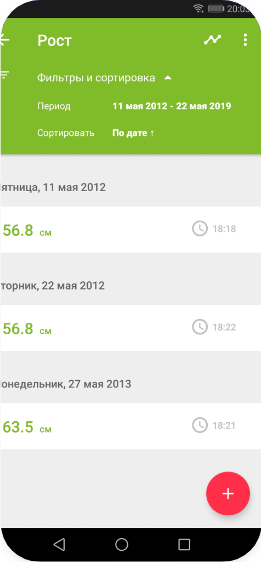 20:03
Рост
Фильтры и сортировка
Период 11 мая 2012 - 22 мая 2019
Сортировать По дате ↑
ятница, 11 мая 2012
56.8 см 18:18
торник, 22 мая 2012
56.8 см 18:22
онедельник, 27 мая 2013
63.5 см 18:21